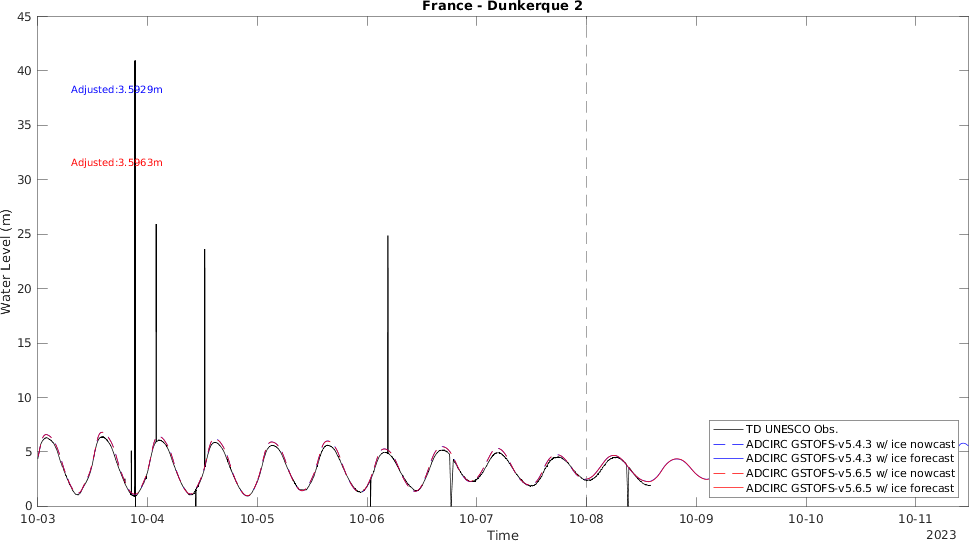 France - Dunkerque 2
45
40
35
30
25
20
15
10
5
0
Water Level (m)
Adjusted:3.5929m
Adjusted:3.5963m
TD UNESCO Obs.
ADCIRC GSTOFS-v5.4.3 w/ ice nowcast
ADCIRC GSTOFS-v5.4.3 w/ ice forecast
ADCIRC GSTOFS-v5.6.5 w/ ice nowcast
ADCIRC GSTOFS-v5.6.5 w/ ice forecast
10-03 10-04 10-05 10-06 10-07 10-08 10-09 10-10 10-11
Time
2023